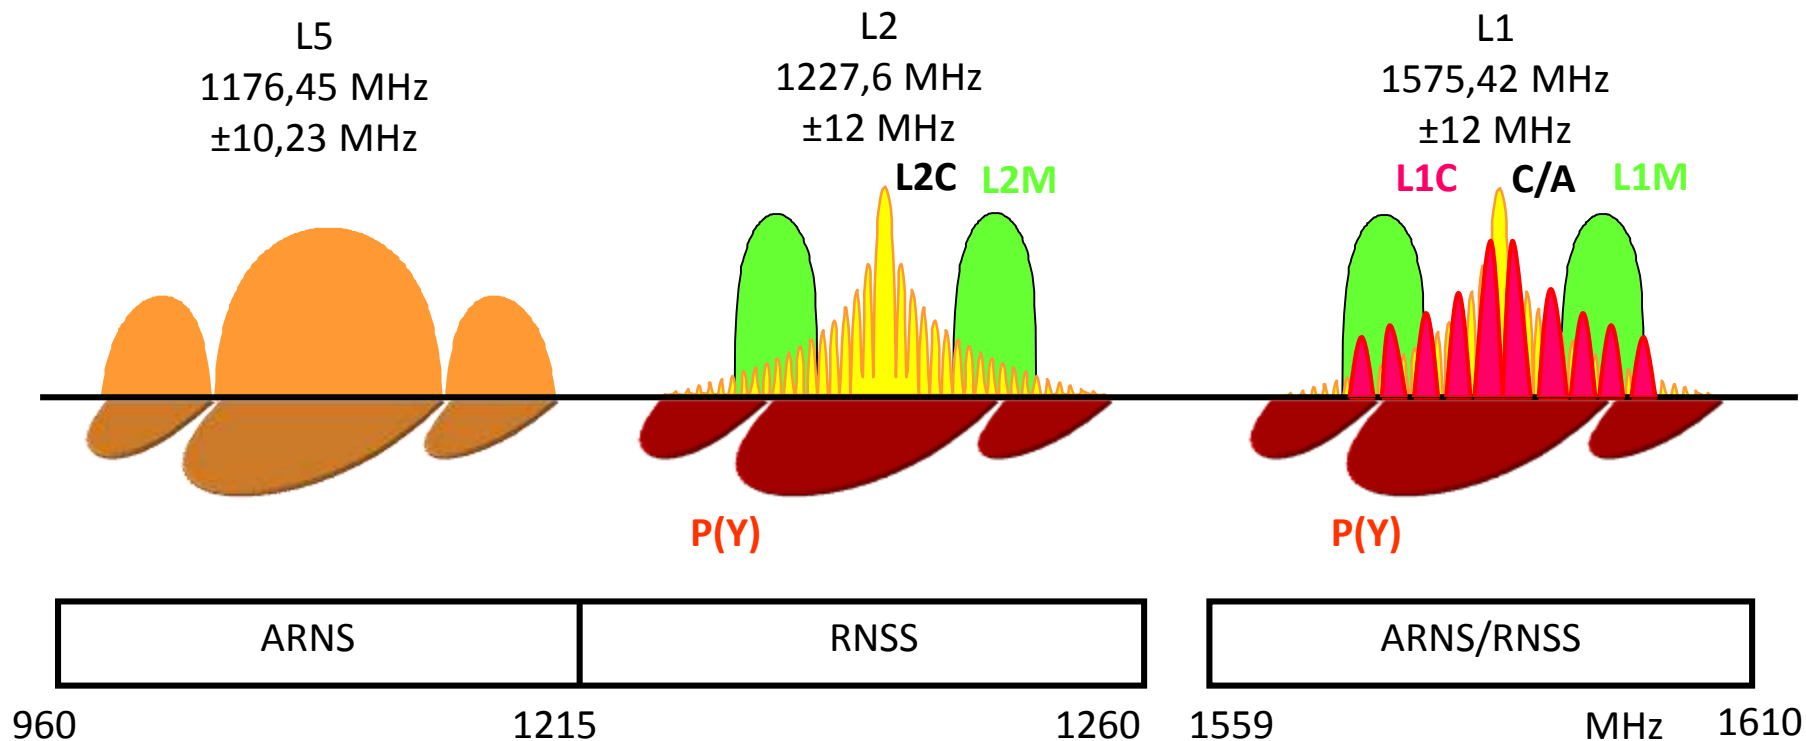 L5
1176,45 MHz
±10,23 MHz
L2
1227,6 MHz
±12 MHz
L2C L2M
L1
1575,42 MHz
±12 MHz
L1C C/A L1M
P(Y)
P(Y)
ARNS
RNSS
ARNS/RNSS
960
1215
1260
1559
MHz
1610